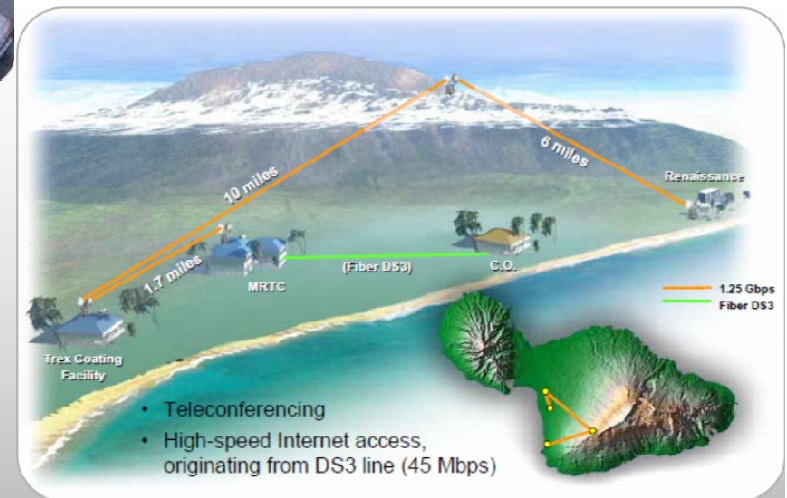 10 miles
6 miles
Renaissance
1.7 miles
MRTC
(Fiber DS3)
C.O.
1.25 Gbps
Fiber DS3
Trex Coating
Facility
• Teleconferencing
• High-speed Internet access,
originating from DS3 line (45 Mbps)